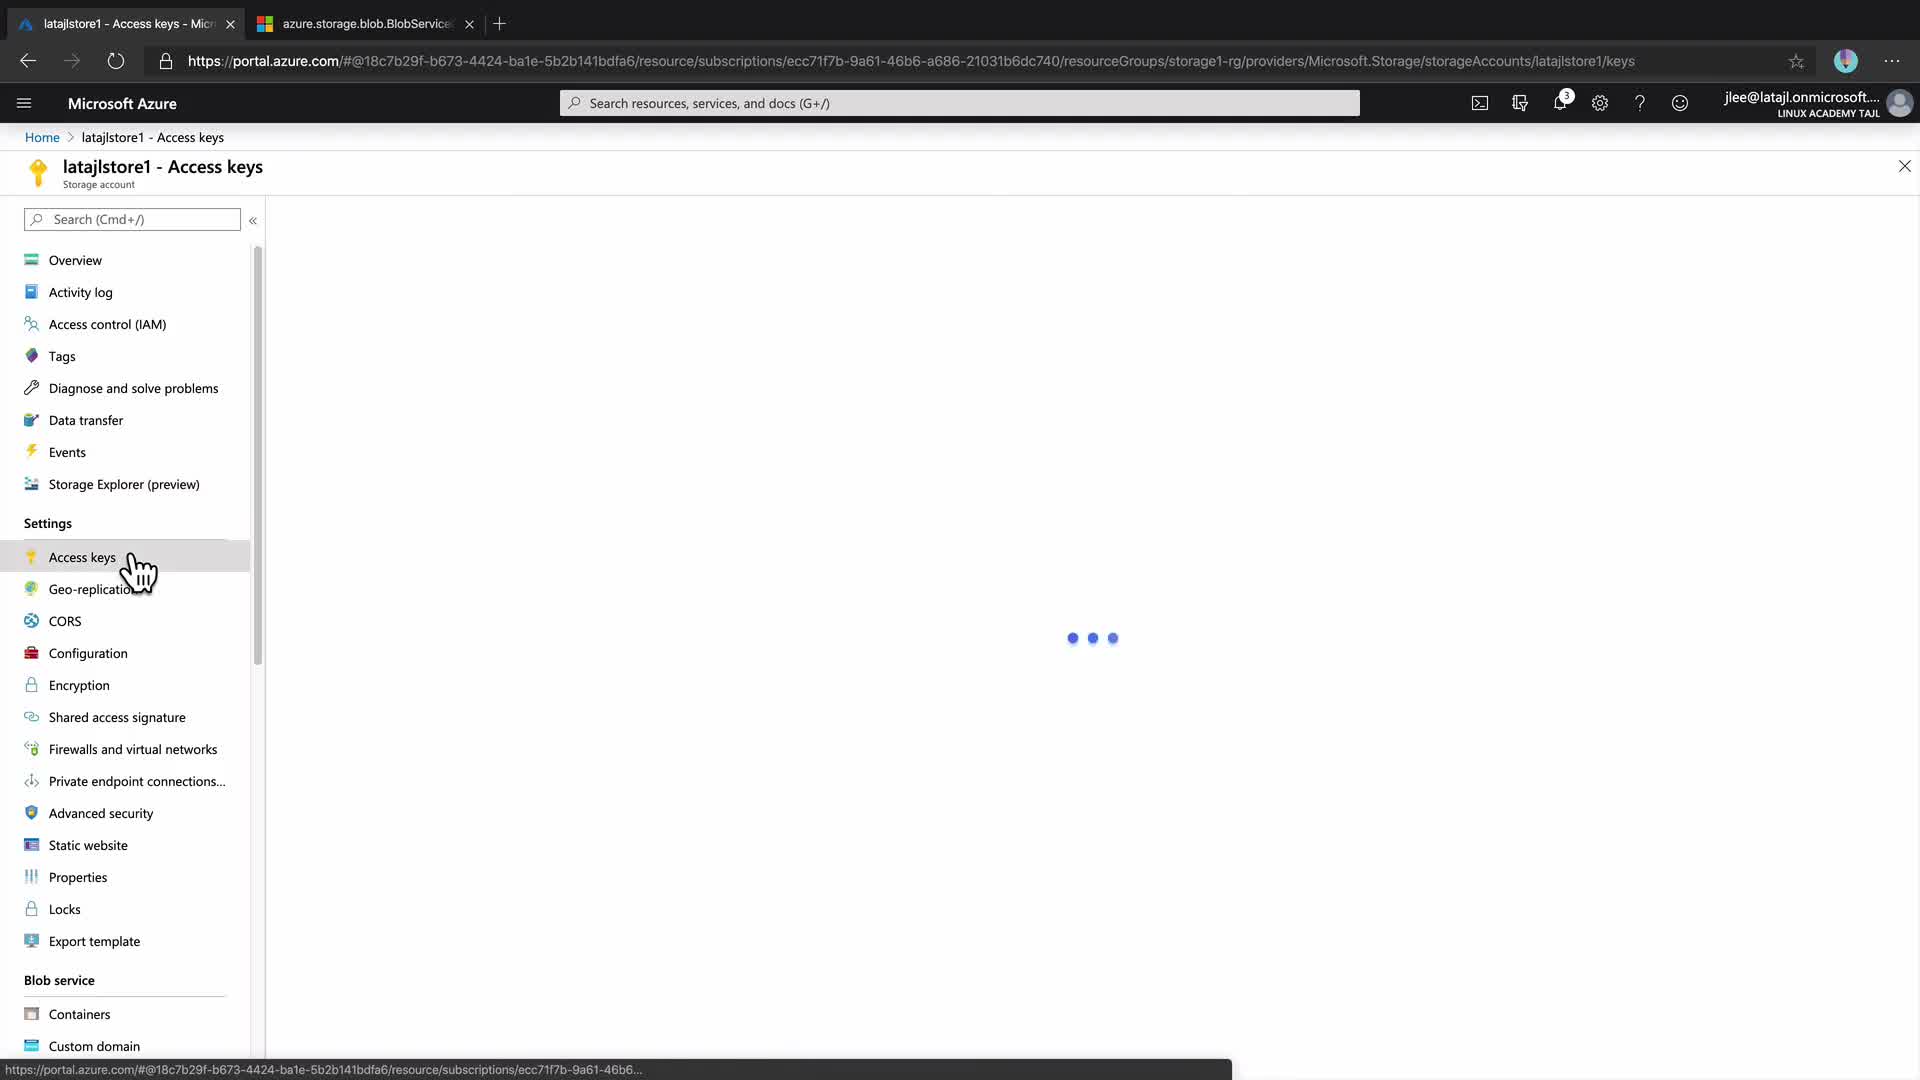 latajlstore1 - Access keys - Micr
azure.storage.blob.BlobService
https://portal.azure.com/#@18c7b29f-b673-4424-ba1e-5b2b141bdfa6/resource/subscriptions/ecc71f7b-9a61-46b6-a686-21031b6dc740/resourceGroups/storage1-rg/providers/Microsoft.Storage/storageAccounts/latajlstore1/keys
Microsoft Azure
Search resources, services, and docs (G+/)
3
jlee@latajl.onmicrosoft....
LINUX ACADEMY TAJL
Home > latajlstore1 - Access keys
latajlstore1 - Access keys
Storage account
Search (Cmd+/)
«
Overview
Activity log
Access control (IAM)
Tags
Diagnose and solve problems
Data transfer
Events
Storage Explorer (preview)
Settings
Access keys
Geo-replication
CORS
Configuration
Encryption
Shared access signature
Firewalls and virtual networks
Private endpoint connections...
Advanced security
Static website
Properties
Locks
Export template
Blob service
Containers
Custom domain
https://portal.azure.com/#@18c7b29f-b673-4424-ba1e-5b2b141bdfa6/resource/subscriptions/ecc71f7b-9a61-46b6...